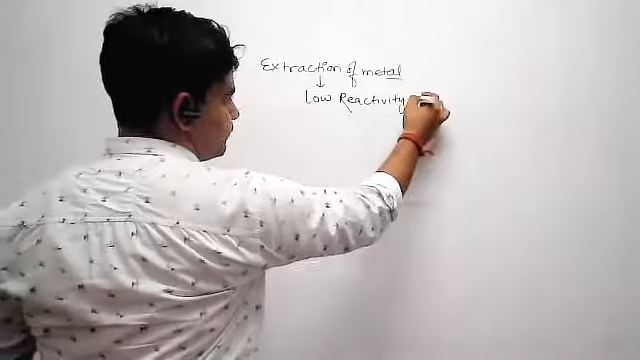 Extraction of metal
↓
Low Reactivity